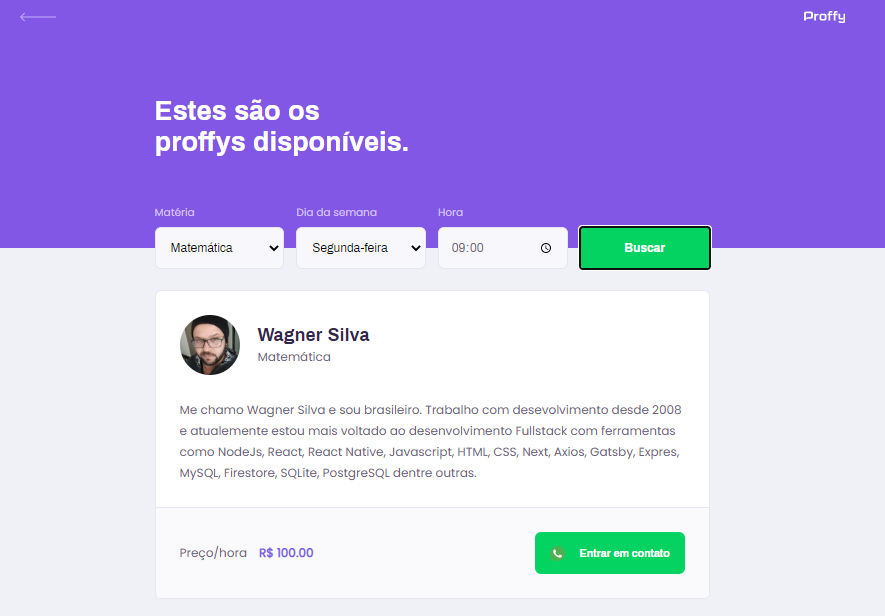 Proffy
Estes são os
proffys disponíveis.
Matéria Dia da semana Hora
Matemática Segunda-feira 09:00 Buscar
Wagner Silva
Matemática
Me chamo Wagner Silva e sou brasileiro. Trabalho com desevolvimento desde 2008
e atualemente estou mais voltado ao desenvolvimento Fullstack com ferramentas
como NodeJs, React, React Native, Javascript, HTML, CSS, Next, Axios, Gatsby, Expres,
MySQL, Firestore, SQLite, PostgreSQL dentre outras.
Preço/hora R$ 100.00 Entrar em contato